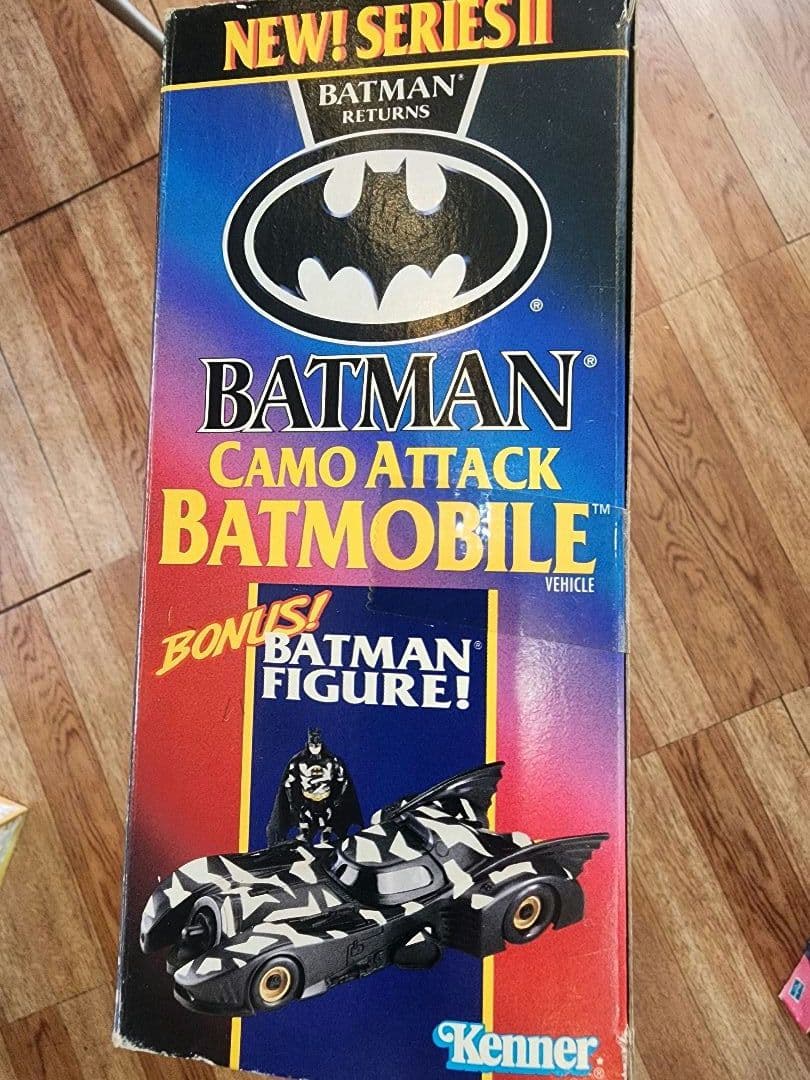 NEW! SERIES II
BATMAN®
RETURNS
®
BATMAN®
CAMO ATTACK
BATMOBILE™
VEHICLE
BONUS!
BATMAN®
FIGURE!
Kenner®